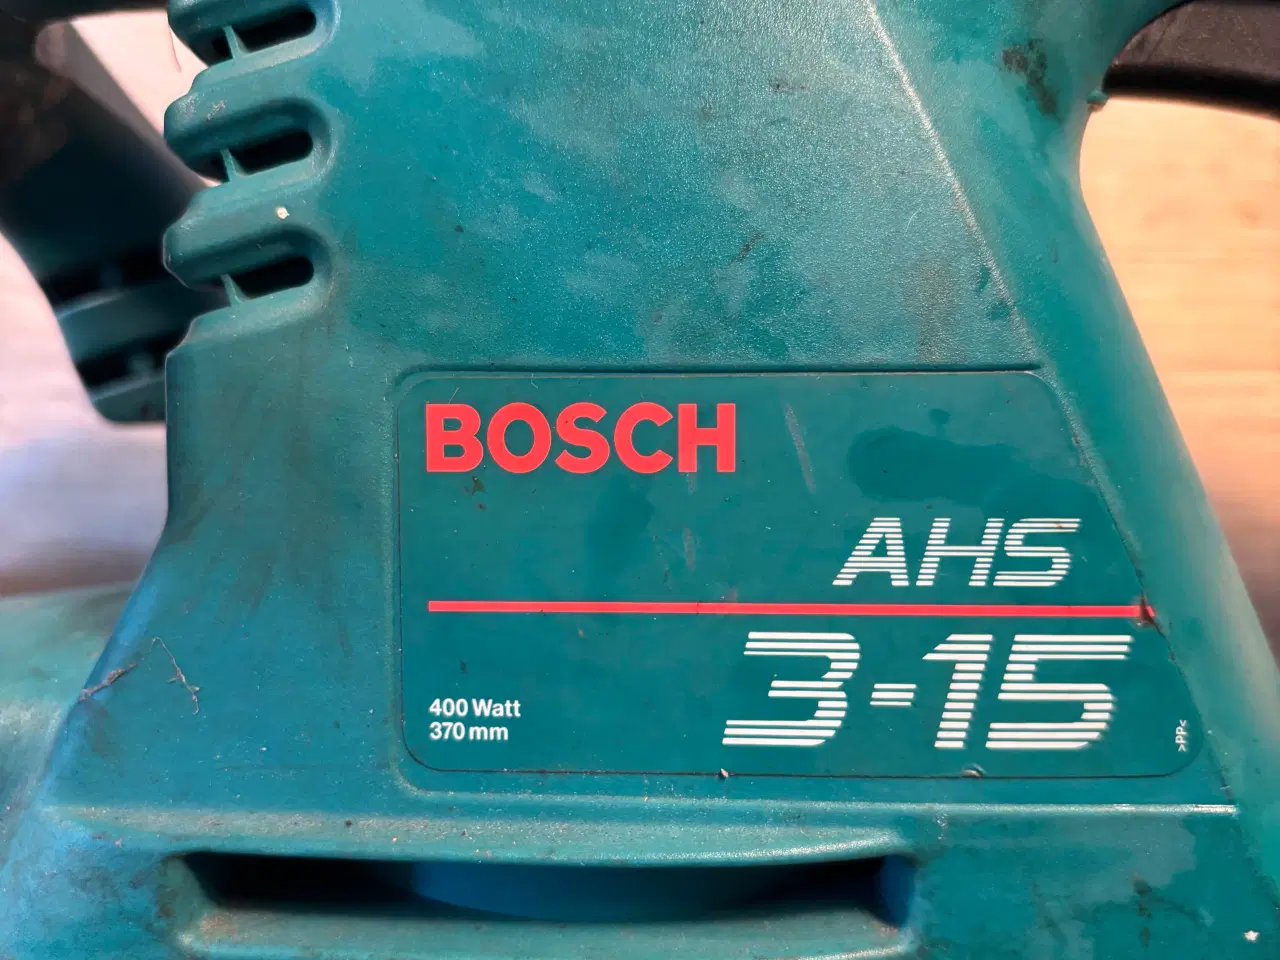 BOSCH
AHS
3-15
400 Watt
370 mm
>PP<